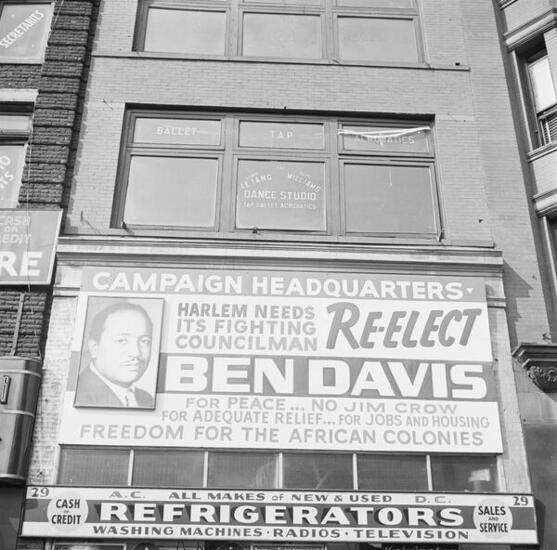 SECRETARIES
BALLET
TAP
ACROBATICS
LETANG
WILLIAMS
DANCE STUDIO
TAP BALLET ACROBATICS
CASH
OR
CREDIT
RE
CAMPAIGN HEADQUARTERS
HARLEM NEEDS
ITS FIGHTING
COUNCILMAN
RE-ELECT
BEN DAVIS
FOR PEACE... NO JIM CROW
FOR ADEQUATE RELIEF... FOR JOBS AND HOUSING
FREEDOM FOR THE AFRICAN COLONIES
29 A.C. ALL MAKES OF NEW & USED D.C. 29
CASH
OR
CREDIT
REFRIGERATORS
SALES
AND
SERVICE
WASHING MACHINES · RADIOS · TELEVISION